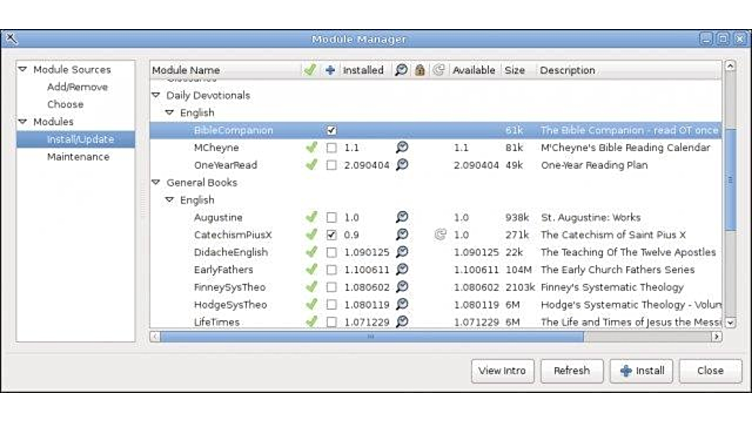 Module Manager
Module Sources
Add/Remove
Choose
Modules
Install/Update
Maintenance
Module Name Installed Available Size Description
Glossaries
Daily Devotionals
English
BibleCompanion 61k The Bible Companion - read OT once
MCheyne 1.1 1.1 81k M'Cheyne's Bible Reading Calendar
OneYearRead 2.090404 2.090404 49k One-Year Reading Plan
General Books
English
Augustine 1.0 1.0 938k St. Augustine: Works
CatechismPiusX 0.9 1.0 271k The Catechism of Saint Pius X
DidacheEnglish 1.090125 1.090125 22k The Teaching Of The Twelve Apostles
EarlyFathers 1.100611 1.100611 104M The Early Church Fathers Series
FinneySysTheo 1.080602 1.080602 2103k Finney's Systematic Theology
HodgeSysTheo 1.080119 1.080119 6M Hodge's Systematic Theology - Volum
LifeTimes 1.071229 1.071229 6M The Life and Times of Jesus the Messi
View Intro Refresh Install Close